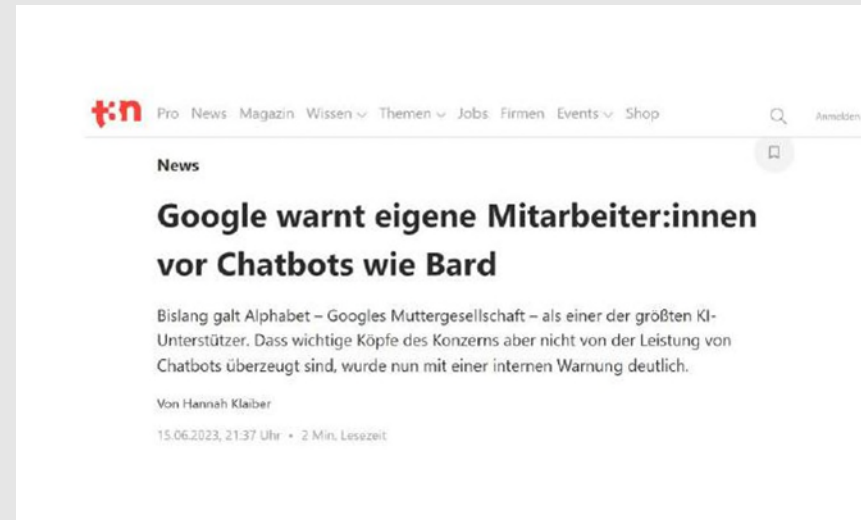 t3n Pro News Magazin Wissen Themen Jobs Firmen Events Shop Anmelden
News
Google warnt eigene Mitarbeiter:innen
vor Chatbots wie Bard
Bislang galt Alphabet – Googles Muttergesellschaft – als einer der größten KI-
Unterstützer. Dass wichtige Köpfe des Konzerns aber nicht von der Leistung von
Chatbots überzeugt sind, wurde nun mit einer internen Warnung deutlich.
Von Hannah Klaiber
15.06.2023, 21:37 Uhr • 2 Min. Lesezeit